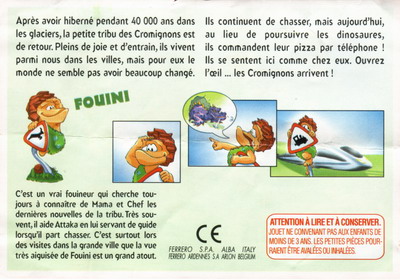 Après avoir hiberné pendant 40 000 ans dans
les glaciers, la petite tribu des Cromignons est
de retour. Pleins de joie et d'entrain, ils vivent
parmi nous dans les villes, mais pour eux le
monde ne semble pas avoir beaucoup changé.
Ils continuent de chasser, mais aujourd'hui,
au lieu de poursuivre les dinosaures,
ils commandent leur pizza par téléphone !
Ils se sentent ici comme chez eux. Ouvrez
l'œil ... les Cromignons arrivent !
FOUINI
C'est un vrai fouineur qui cherche tou-
jours à connaitre de Mama et Chef les
dernières nouvelles de la tribu. Très sou-
vent, il aide Attaka en lui servant de guide
lorsqu'il part chasser. C'est surtout lors
des visites dans la grande ville que la vue
très aiguisée de Fouini est un grand atout.
CE
FERRERO S.P.A. ALBA ITALY
FERRERO ARDENNES S.A ARLON BELGIUM
ATTENTION À LIRE ET À CONSERVER.
JOUET NE CONVENANT PAS AUX ENFANTS DE
MOINS DE 3 ANS. LES PETITES PIÈCES POUR-
RAIENT ÊTRE AVALÉES OU INHALÉES.